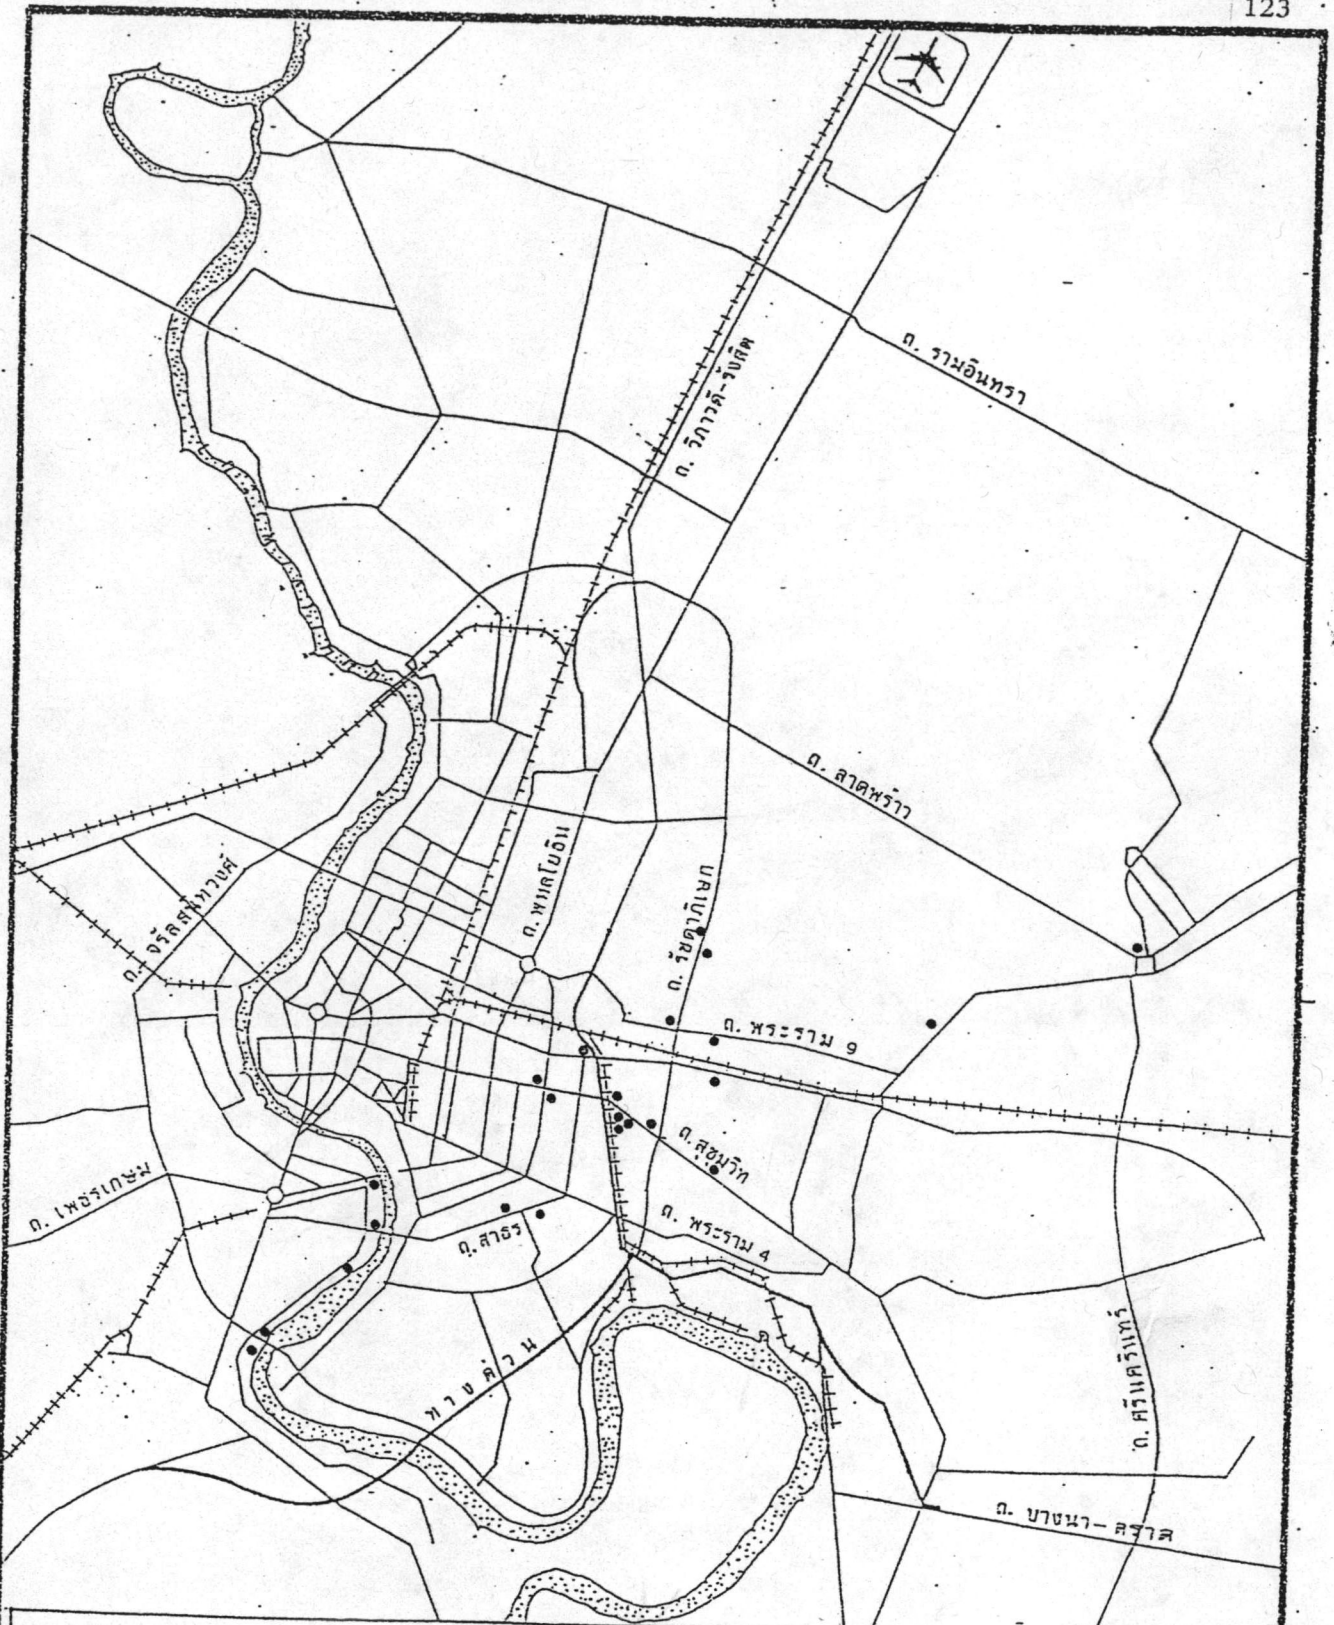 123
ถ. รามอินทรา
ถ. วิภาวดี-รังสิต
ถ. ลาดพร้าว
ถ. พหลโยธิน
ถ. จรัลสนิทวงศ์
ถ. รัชดาภิเษก
ถ. พระราม 9
ถ. สุขุมวิท
ถ. เพชรเกษม
ถ. สาธร
ถ. พระราม 4
ทางด่วน
ถ. ศรีนครินทร์
ถ. บางนา-ตราด